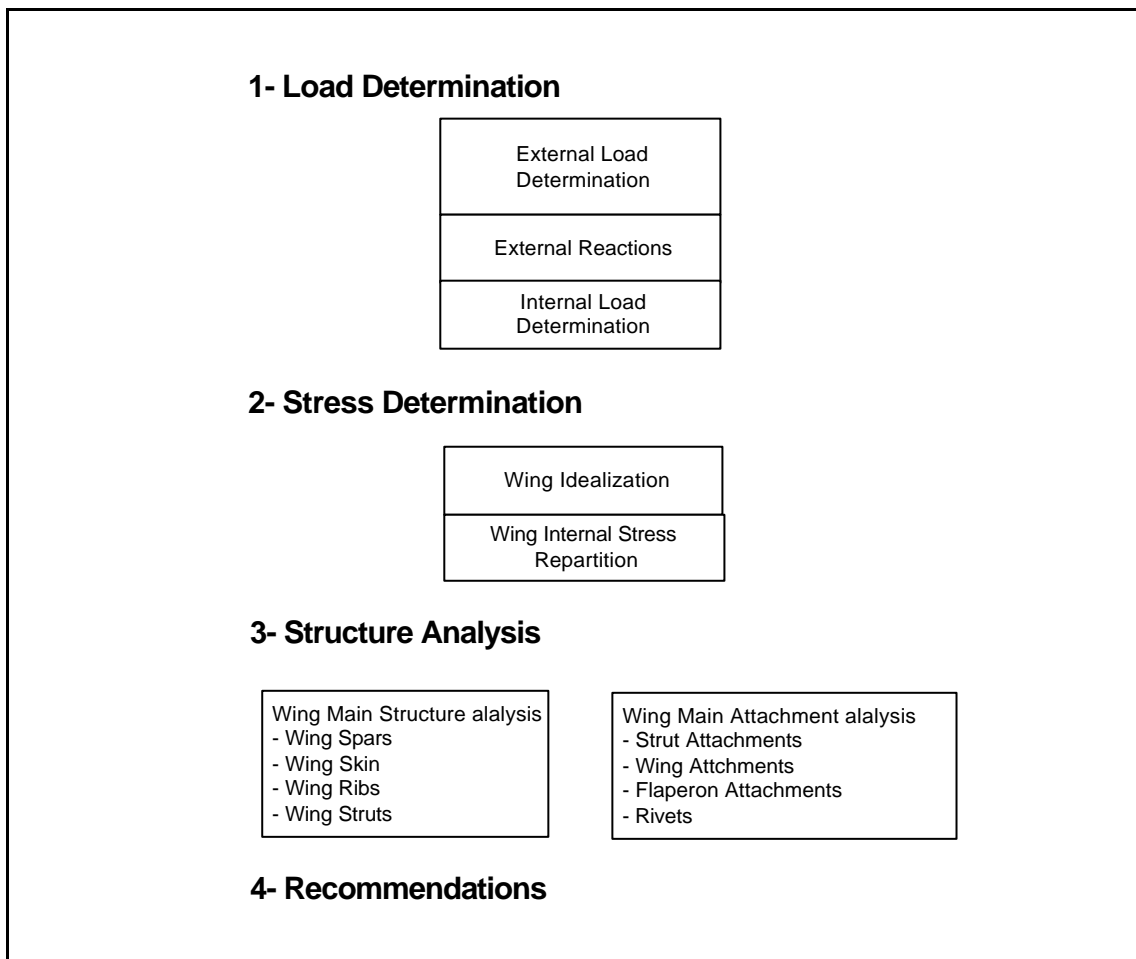 1- Load Determination
External Load
Determination
External Reactions
Internal Load
Determination
2- Stress Determination
Wing Idealization
Wing Internal Stress
Repartition
3- Structure Analysis
Wing Main Structure alalysis
- Wing Spars
- Wing Skin
- Wing Ribs
- Wing Struts
Wing Main Attachment alalysis
- Strut Attachments
- Wing Attchments
- Flaperon Attachments
- Rivets
4- Recommendations